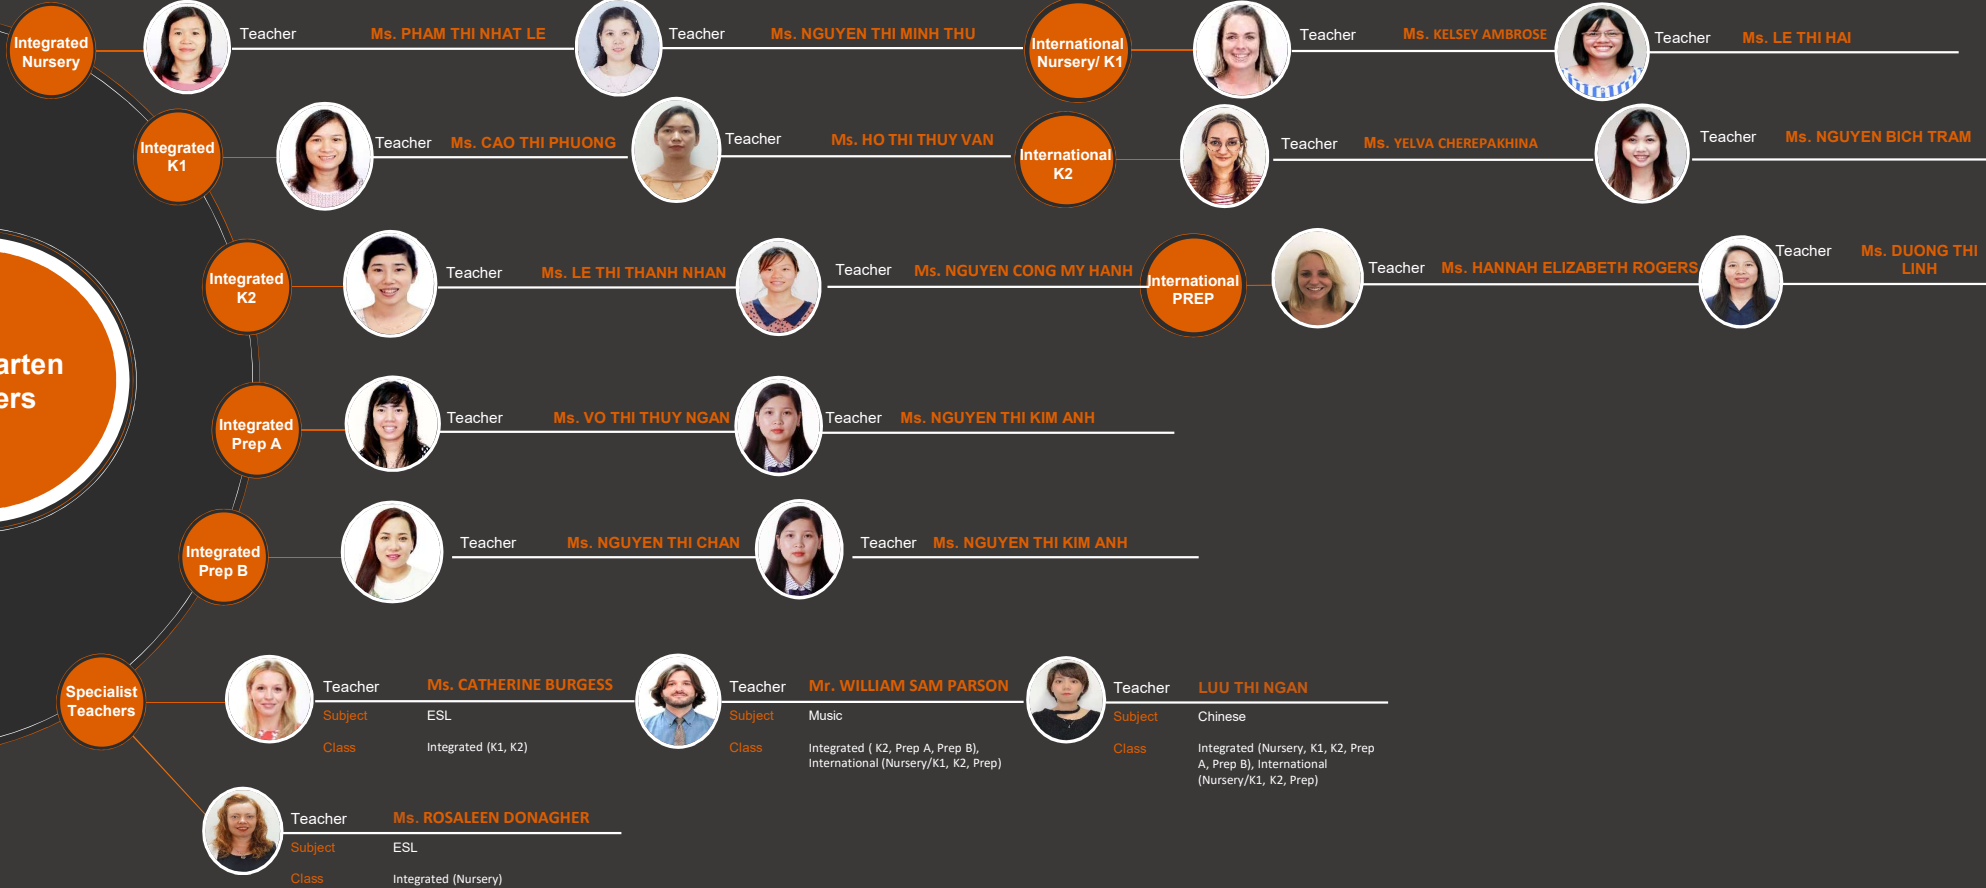 Integrated
Nursery
Teacher
Ms. PHAM THI NHAT LE
Teacher
Ms. NGUYEN THI MINH THU
International
Nursery/ K1
Teacher
Ms. KELSEY AMBROSE
Teacher
Ms. LE THI HAI
Integrated
K1
Teacher
Ms. CAO THI PHUONG
Teacher
Ms. HO THI THUY VAN
International
K2
Teacher
Ms. YELVA CHEREPAKHINA
Teacher
Ms. NGUYEN BICH TRAM
Integrated
K2
Teacher
Ms. LE THI THANH NHAN
Teacher
Ms. NGUYEN CONG MY HANH
International
PREP
Teacher
Ms. HANNAH ELIZABETH ROGERS
Teacher
Ms. DUONG THI
LINH
arten
ers
Integrated
Prep A
Teacher
Ms. VO THI THUY NGAN
Teacher
Ms. NGUYEN THI KIM ANH
Integrated
Prep B
Teacher
Ms. NGUYEN THI CHAN
Teacher
Ms. NGUYEN THI KIM ANH
Specialist
Teachers
Teacher
Ms. CATHERINE BURGESS
Subject
ESL
Class
Integrated (K1, K2)
Teacher
Mr. WILLIAM SAM PARSON
Subject
Music
Class
Integrated ( K2, Prep A, Prep B),
International (Nursery/K1, K2, Prep)
Teacher
LUU THI NGAN
Subject
Chinese
Class
Integrated (Nursery, K1, K2, Prep
A, Prep B), International
(Nursery/K1, K2, Prep)
Teacher
Ms. ROSALEEN DONAGHER
Subject
ESL
Class
Integrated (Nursery)